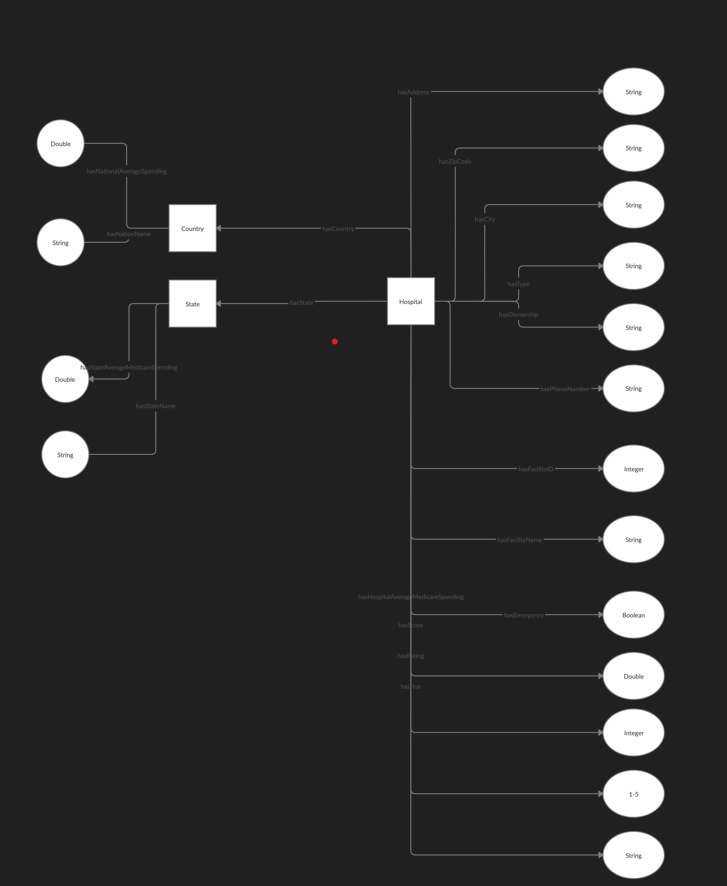 hasAddress
String
hasZipCode
String
hasCity
String
hasType
String
hasOwnership
String
hasPhoneNumber
String
hasFacilityID
Integer
hasFacilityName
String
hasEmergency
Boolean
hasHospitalAverageMedicareSpending
Double
hasScore
Integer
hasRating
1-5
hasYear
String
Hospital
hasCountry
Country
hasNationalAverageSpending
Double
hasNationName
String
hasState
State
hasStateAverageMedicareSpending
Double
hasStateName
String